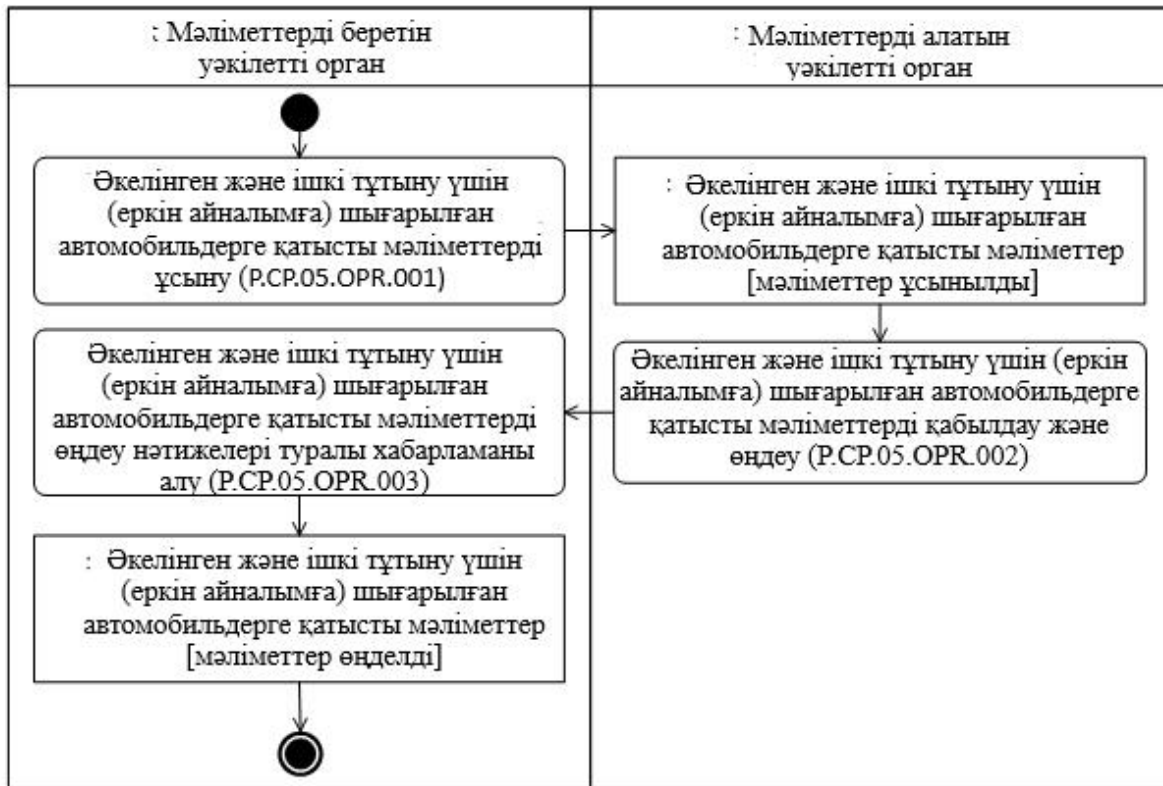 : Мәліметтерді беретін
уәкілетті орган
: Мәліметтерді алатын
уәкілетті орган
Әкелінген және ішкі тұтыну үшін
(еркін айналымға) шығарылған
автомобильдерге қатысты мәліметтерді
ұсыну (P.CP.05.OPR.001)
: Әкелінген және ішкі тұтыну үшін
(еркін айналымға) шығарылған
автомобильдерге қатысты мәліметтер
[мәліметтер ұсынылды]
Әкелінген және ішкі тұтыну үшін (еркін
айналымға) шығарылған автомобильдерге
қатысты мәліметтерді қабылдау және
өңдеу (P.CP.05.OPR.002)
Әкелінген және ішкі тұтыну үшін
(еркін айналымға) шығарылған
автомобильдерге қатысты мәліметтерді
өңдеу нәтижелері туралы хабарламаны
алу (P.CP.05.OPR.003)
: Әкелінген және ішкі тұтыну үшін
(еркін айналымға) шығарылған
автомобильдерге қатысты мәліметтер
[мәліметтер өңделді]